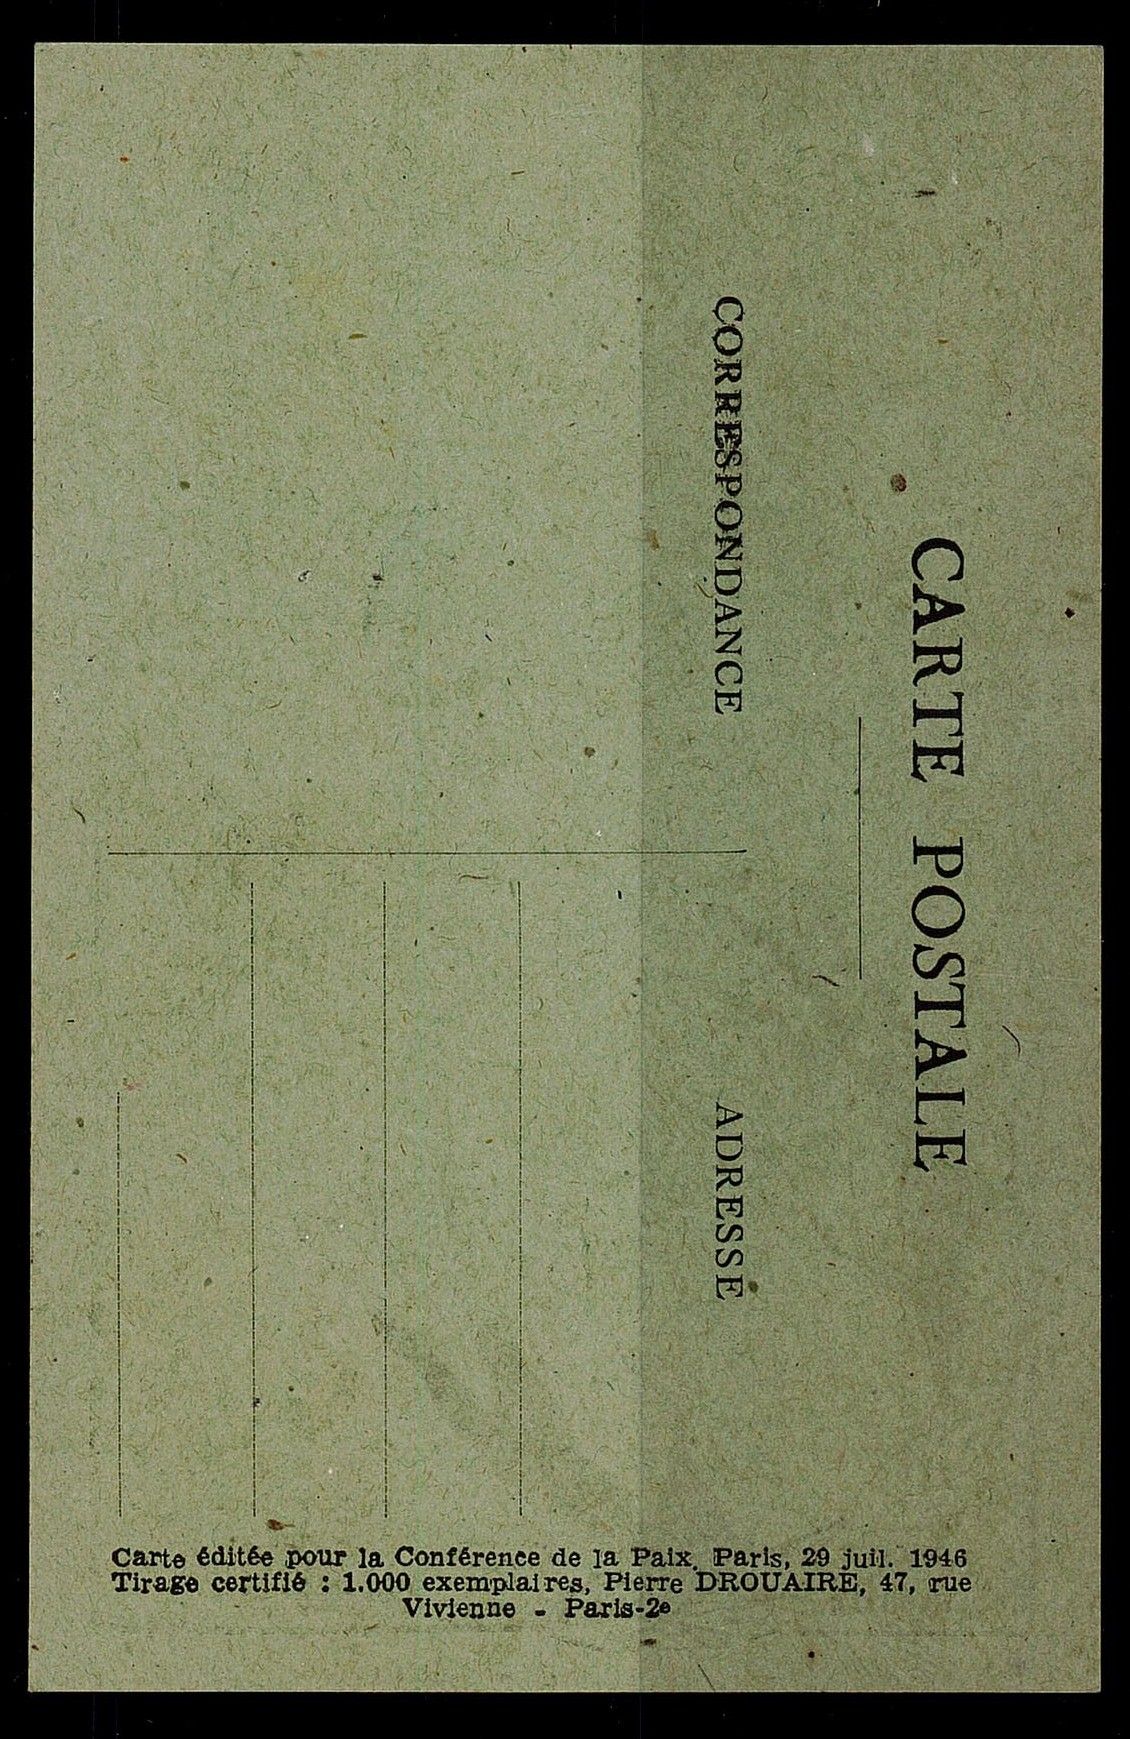 CARTE POSTALE
CORRESPONDANCE
ADRESSE
Carte éditée pour la Conférence de la Paix. Paris, 29 juil. 1946
Tirage certifié : 1.000 exemplaires, Pierre DROUAIRE, 47, rue
Vivienne - Paris-2e